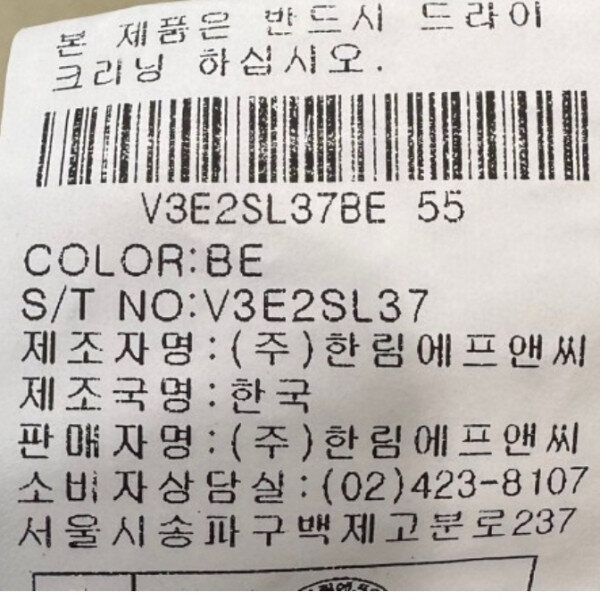 본 제품은 반드시 드라이
크리닝 하십시오.
V3E2SL37BE 55
COLOR:BE
S/T NO:V3E2SL37
제조자명:(주)한림에프앤씨
제조국명:한국
판매자명:(주)한림에프앤씨
소비자상담실:(02)423-8107
서울시송파구백제고분로237